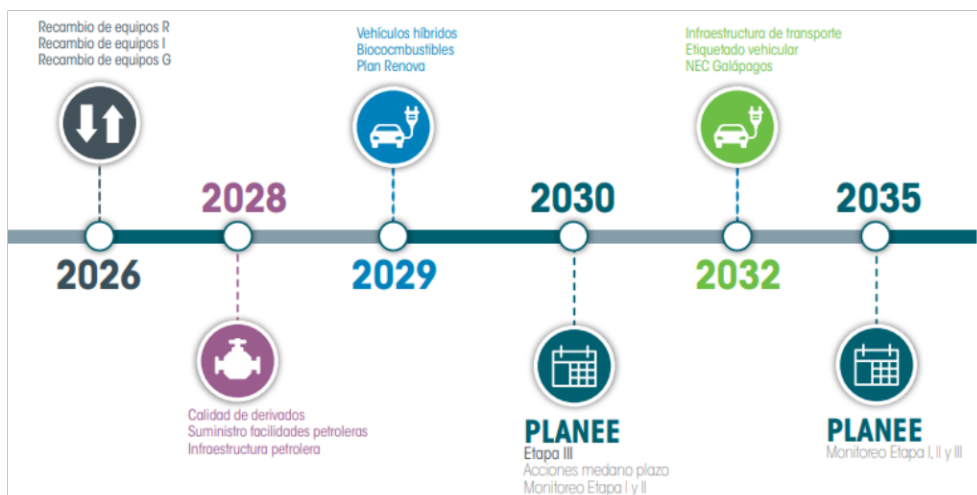 Recambio de equipos R
Recambio de equipos I
Recambio de equipos G
2026
2028
Calidad de derivados
Suministro facilidades petroleras
Infraestructura petrolera
Vehículos híbridos
Biococmbustibles
Plan Renova
2029
2030
PLANEE
Etapa III
Acciones medano plazo
Monitoreo Etapa I y II
Infraestructura de transporte
Etiquetado vehicular
NEC Galápagos
2032
2035
PLANEE
Monitoreo Etapa I, II y III